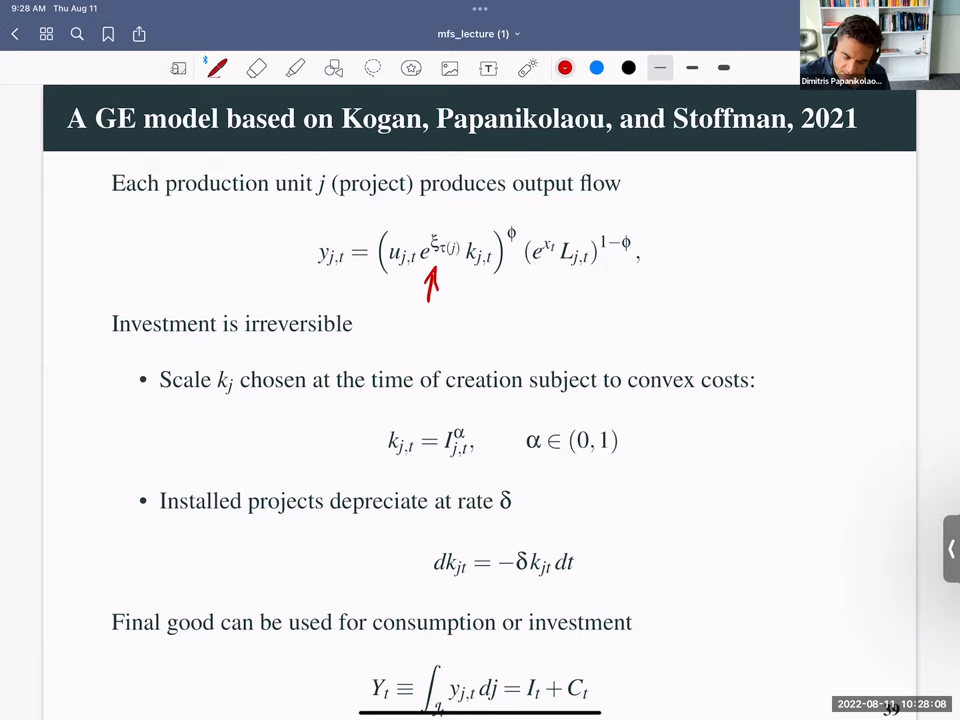 9:28 AM Thu Aug 11
mfs_lecture (1)
Dimitris Papanikolao...
A GE model based on Kogan, Papanikolaou, and Stoffman, 2021
Each production unit j (project) produces output flow
y_{j,t} = (u_{j,t} e^{ξ_{τ(j)}} k_{j,t})^ϕ (e^{x_t} L_{j,t})^{1−ϕ},
Investment is irreversible
• Scale k_j chosen at the time of creation subject to convex costs:
k_{j,t} = I^α_{j,t}, α ∈ (0,1)
• Installed projects depreciate at rate δ
dk_{jt} = −δ k_{jt} dt
Final good can be used for consumption or investment
Y_t ≡ ∫ y_{j,t} dj = I_t + C_t
2022-08-11 10:28:08
39